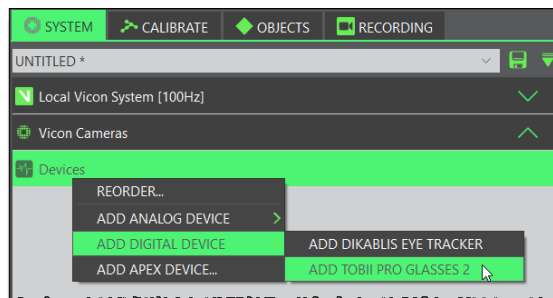 SYSTEM CALIBRATE OBJECTS RECORDING
UNTITLED *
Local Vicon System [100Hz]
Vicon Cameras
Devices
REORDER...
ADD ANALOG DEVICE
ADD DIGITAL DEVICE ADD DIKABLIS EYE TRACKER
ADD APEX DEVICE... ADD TOBII PRO GLASSES 2